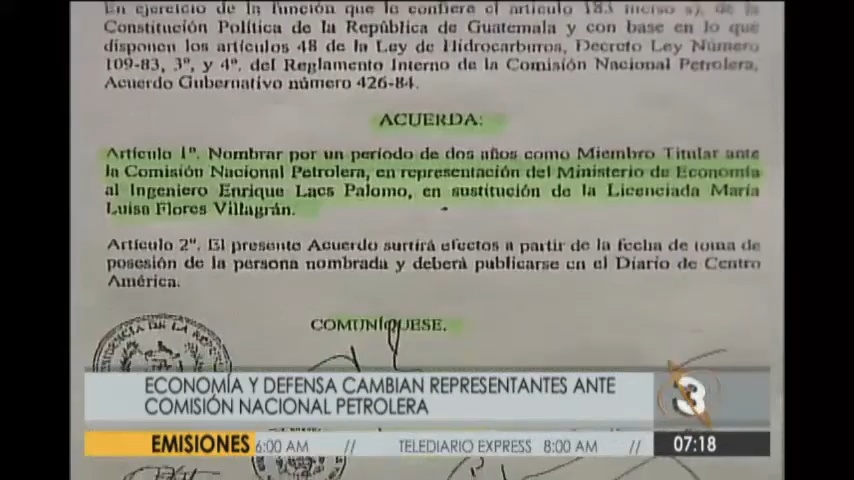 En ejercicio de la función que le confiere el artículo 183 inciso s), de la
Constitución Política de la República de Guatemala y con base en lo que
disponen los artículos 48 de la Ley de Hidrocarburos, Decreto Ley Número
109-83, 3º, y 4º. del Reglamento Interno de la Comisión Nacional Petrolera,
Acuerdo Gubernativo número 426-84.
ACUERDA:
Artículo 1º. Nombrar por un período de dos años como Miembro Titular ante
la Comisión Nacional Petrolera, en representación del Ministerio de Economía
al Ingeniero Enrique Lacs Palomo, en sustitución de la Licenciada María
Luisa Flores Villagrán.
Artículo 2º. El presente Acuerdo surtirá efectos a partir de la fecha de toma de
posesión de la persona nombrada y deberá publicarse en el Diario de Centro
América.
COMUNÍQUESE.
ECONOMÍA Y DEFENSA CAMBIAN REPRESENTANTES ANTE
COMISIÓN NACIONAL PETROLERA
3
EMISIONES 6:00 AM // TELEDIARIO EXPRESS 8:00 AM // 07:18